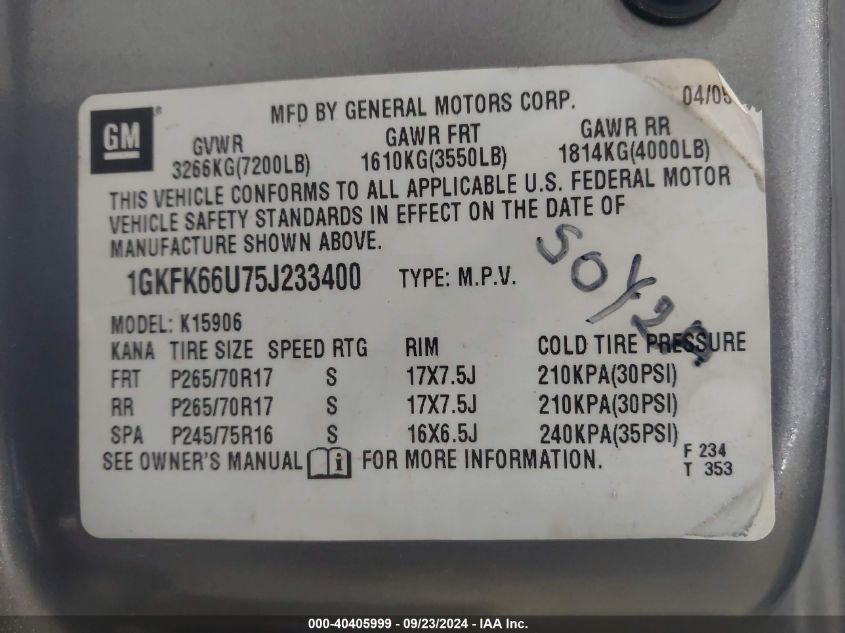 MFD BY GENERAL MOTORS CORP. 04/05
GM ®
GVWR GAWR FRT GAWR RR
3266KG(7200LB) 1610KG(3550LB) 1814KG(4000LB)
THIS VEHICLE CONFORMS TO ALL APPLICABLE U.S. FEDERAL MOTOR
VEHICLE SAFETY STANDARDS IN EFFECT ON THE DATE OF
MANUFACTURE SHOWN ABOVE.
1GKFK66U75J233400 TYPE: M.P.V.
MODEL: K15906
KANA TIRE SIZE SPEED RTG RIM COLD TIRE PRESSURE
FRT P265/70R17 S 17X7.5J 210KPA(30PSI)
RR P265/70R17 S 17X7.5J 210KPA(30PSI)
SPA P245/75R16 S 16X6.5J 240KPA(35PSI)
SEE OWNER'S MANUAL i FOR MORE INFORMATION.
F 234
T 353
000-40405999 / 09/23/2024 - Copyright © IAA, Inc.